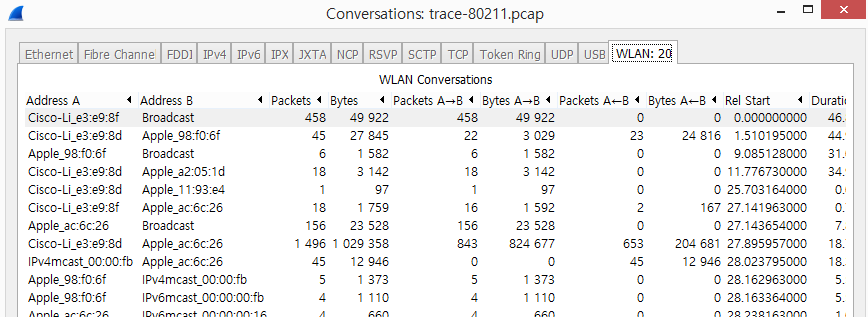 Conversations: trace-80211.pcap
Ethernet Fibre Channel FDDI IPv4 IPv6 IPX JXTA NCP RSVP SCTP TCP Token Ring UDP USB WLAN: 20
WLAN Conversations
Address A Address B Packets Bytes Packets A→B Bytes A→B Packets A←B Bytes A←B Rel Start Duratio
Cisco-Li_e3:e9:8f Broadcast 458 49 922 458 49 922 0 0 0.000000000 46.
Cisco-Li_e3:e9:8d Apple_98:f0:6f 45 27 845 22 3 029 23 24 816 1.510195000 44.
Apple_98:f0:6f Broadcast 6 1 582 6 1 582 0 0 9.085128000 31.
Cisco-Li_e3:e9:8d Apple_a2:05:1d 18 3 142 18 3 142 0 0 11.776730000 34.
Cisco-Li_e3:e9:8d Apple_11:93:e4 1 97 1 97 0 0 25.703164000 0.
Cisco-Li_e3:e9:8f Apple_ac:6c:26 18 1 759 16 1 592 2 167 27.141963000 0.
Apple_ac:6c:26 Broadcast 156 23 528 156 23 528 0 0 27.143654000 7.
Cisco-Li_e3:e9:8d Apple_ac:6c:26 1 496 1 029 358 843 824 677 653 204 681 27.895957000 18.
IPv4mcast_00:00:fb Apple_ac:6c:26 45 12 946 0 0 45 12 946 28.023795000 18.
Apple_98:f0:6f IPv4mcast_00:00:fb 5 1 373 5 1 373 0 0 28.162963000 5.
Apple_98:f0:6f IPv6mcast_00:00:00:fb 4 1 110 4 1 110 0 0 28.163364000 5.
Apple_ac:6c:26 IPv6mcast_00:00:00:16 4 660 4 660 0 0 28.238163000 1.